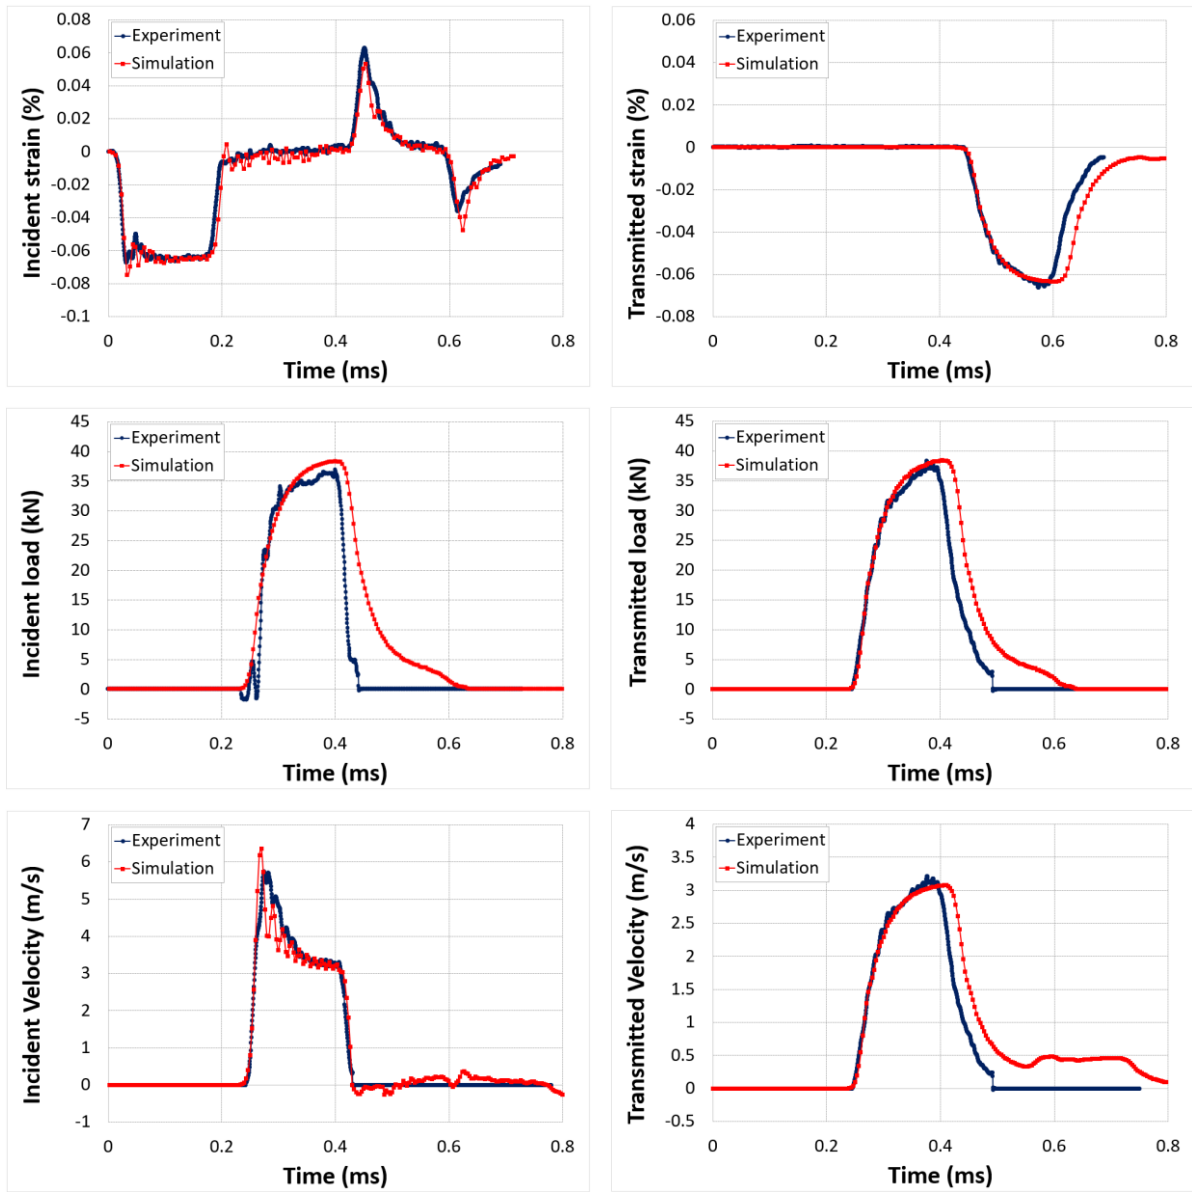 Incident strain (%)
0.08
0.06
0.04
0.02
0
-0.02
-0.04
-0.06
-0.08
-0.1
Experiment
Simulation
0 0.2 0.4 0.6 0.8
Time (ms)
Transmitted strain (%)
0.06
0.04
0.02
0
-0.02
-0.04
-0.06
-0.08
Experiment
Simulation
0 0.2 0.4 0.6 0.8
Time (ms)
Incident load (kN)
45
40
35
30
25
20
15
10
5
0
-5
Experiment
Simulation
0 0.2 0.4 0.6 0.8
Time (ms)
Transmitted load (kN)
45
40
35
30
25
20
15
10
5
0
-5
Experiment
Simulation
0 0.2 0.4 0.6 0.8
Time (ms)
Incident Velocity (m/s)
7
6
5
4
3
2
1
0
-1
Experiment
Simulation
0 0.2 0.4 0.6 0.8
Time (ms)
Transmitted Velocity (m/s)
4
3.5
3
2.5
2
1.5
1
0.5
0
-0.5
Experiment
Simulation
0 0.2 0.4 0.6 0.8
Time (ms)